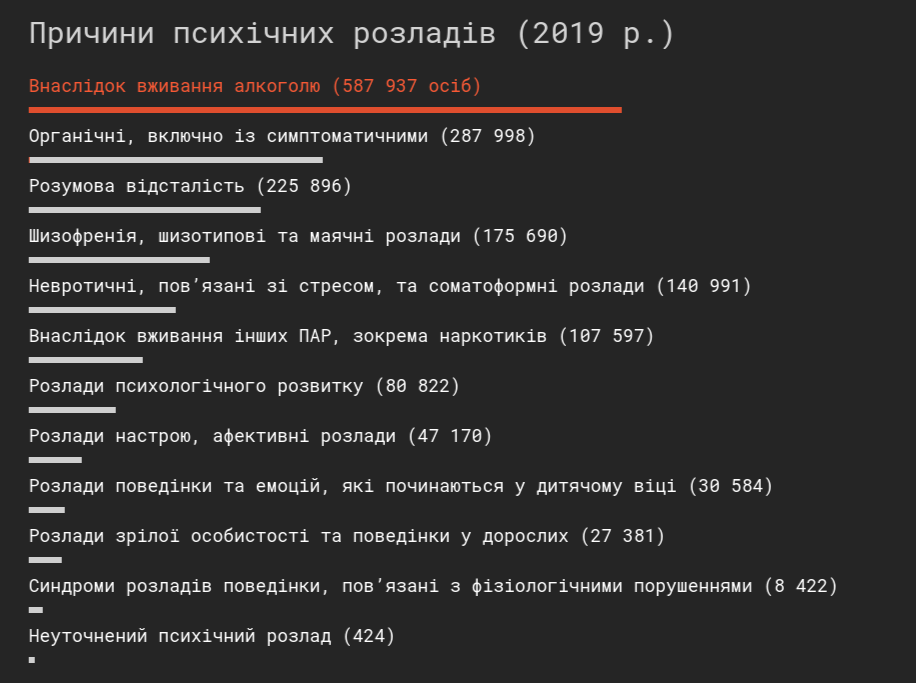 Причини психічних розладів (2019 р.)
Внаслідок вживання алкоголю (587 937 осіб)
Органічні, включно із симптоматичними (287 998)
Розумова відсталість (225 896)
Шизофренія, шизотипові та маячні розлади (175 690)
Невротичні, пов’язані зі стресом, та соматоформні розлади (140 991)
Внаслідок вживання інших ПАР, зокрема наркотиків (107 597)
Розлади психологічного розвитку (80 822)
Розлади настрою, афективні розлади (47 170)
Розлади поведінки та емоцій, які починаються у дитячому віці (30 584)
Розлади зрілої особистості та поведінки у дорослих (27 381)
Синдроми розладів поведінки, пов’язані з фізіологічними порушеннями (8 422)
Неуточнений психічний розлад (424)